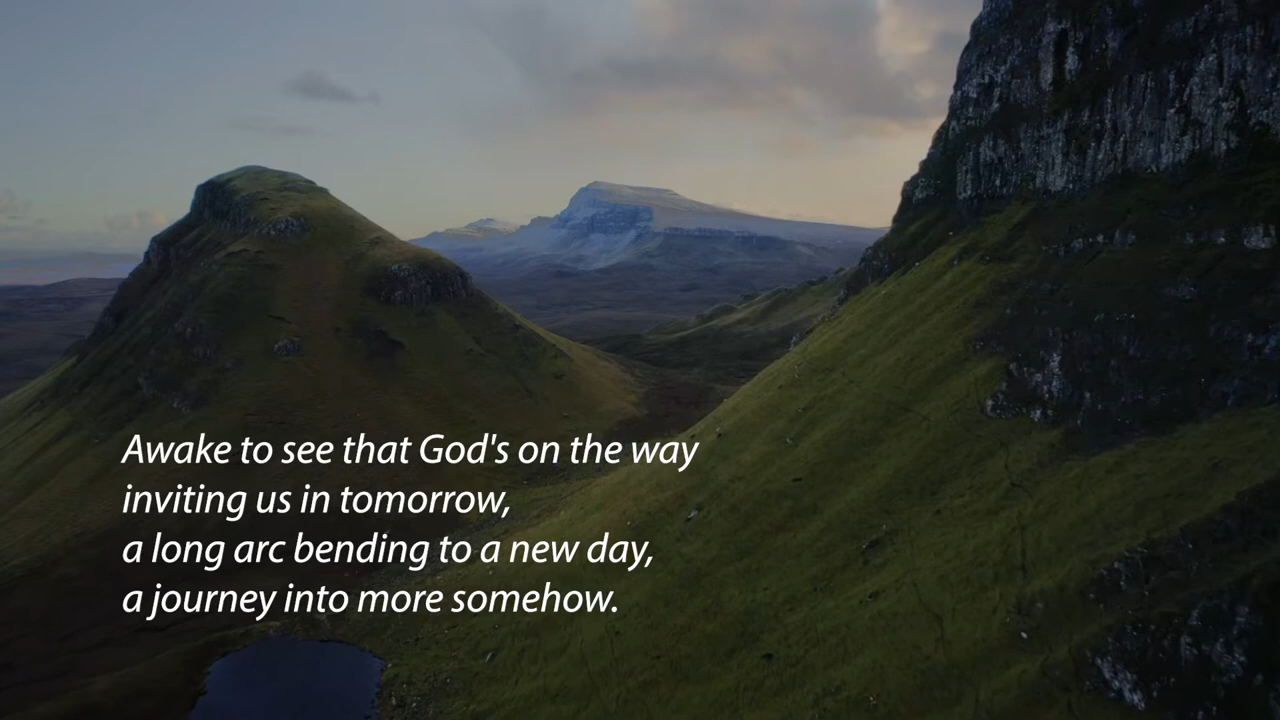 Awake to see that God's on the way
inviting us in tomorrow,
a long arc bending to a new day,
a journey into more somehow.